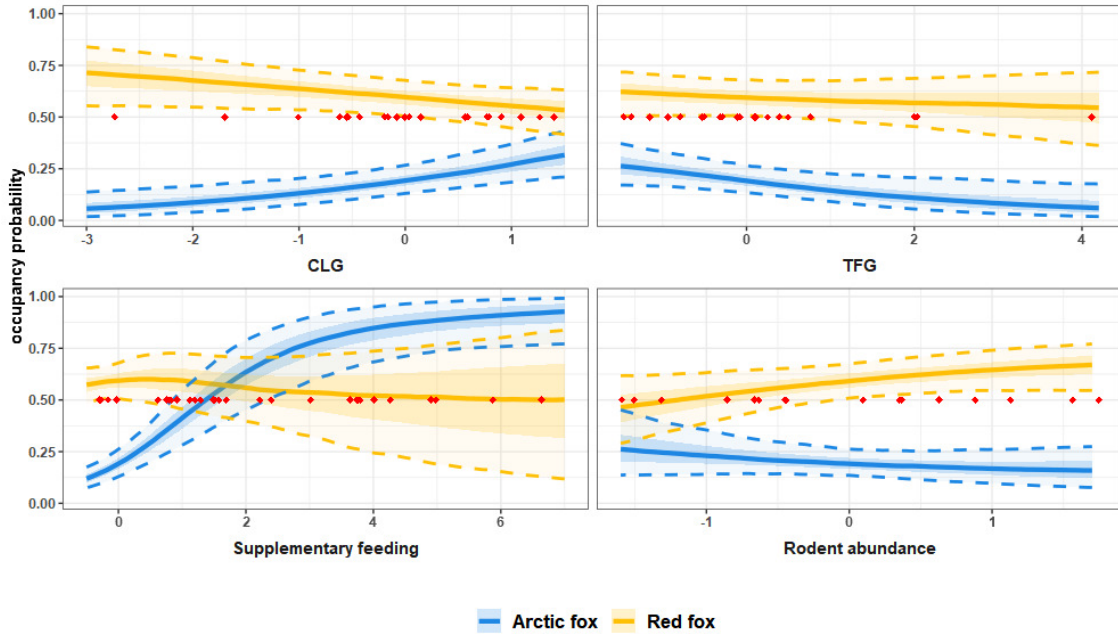 1.00
0.75
0.50
0.25
0.00
-3 -2 -1 0 1
0 2 4
CLG TFG
occupancy probability
1.00
0.75
0.50
0.25
0.00
0 2 4 6
-1 0 1
Supplementary feeding Rodent abundance
Arctic fox Red fox